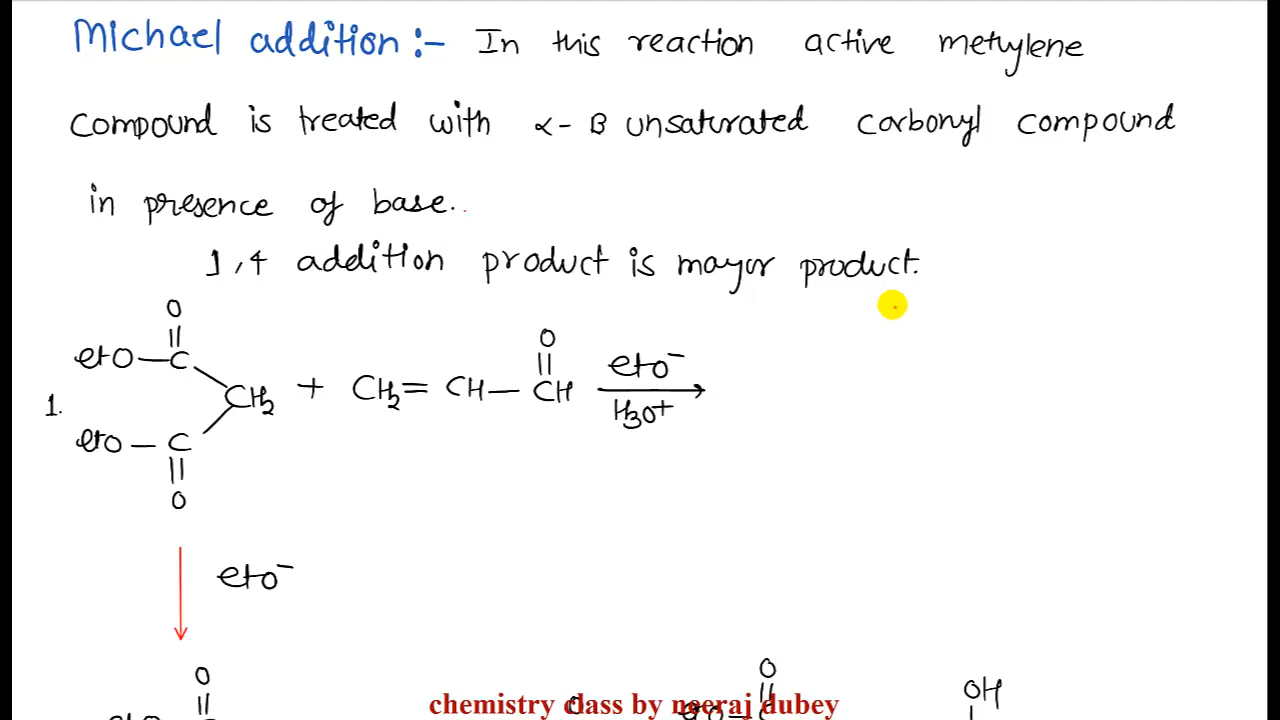 Michael addition :- In this reaction active metylene
compound is treated with α-β unsaturated carbonyl compound
in presence of base..
1,4 addition product is mayor product.
O
||
etO—C
1.
CH2 + CH2= CH—CH
O
||
etO-
H3O+
etO—C
||
O
etO-
O
||
O
O
||
OH
chemistry class by neeraj dubey